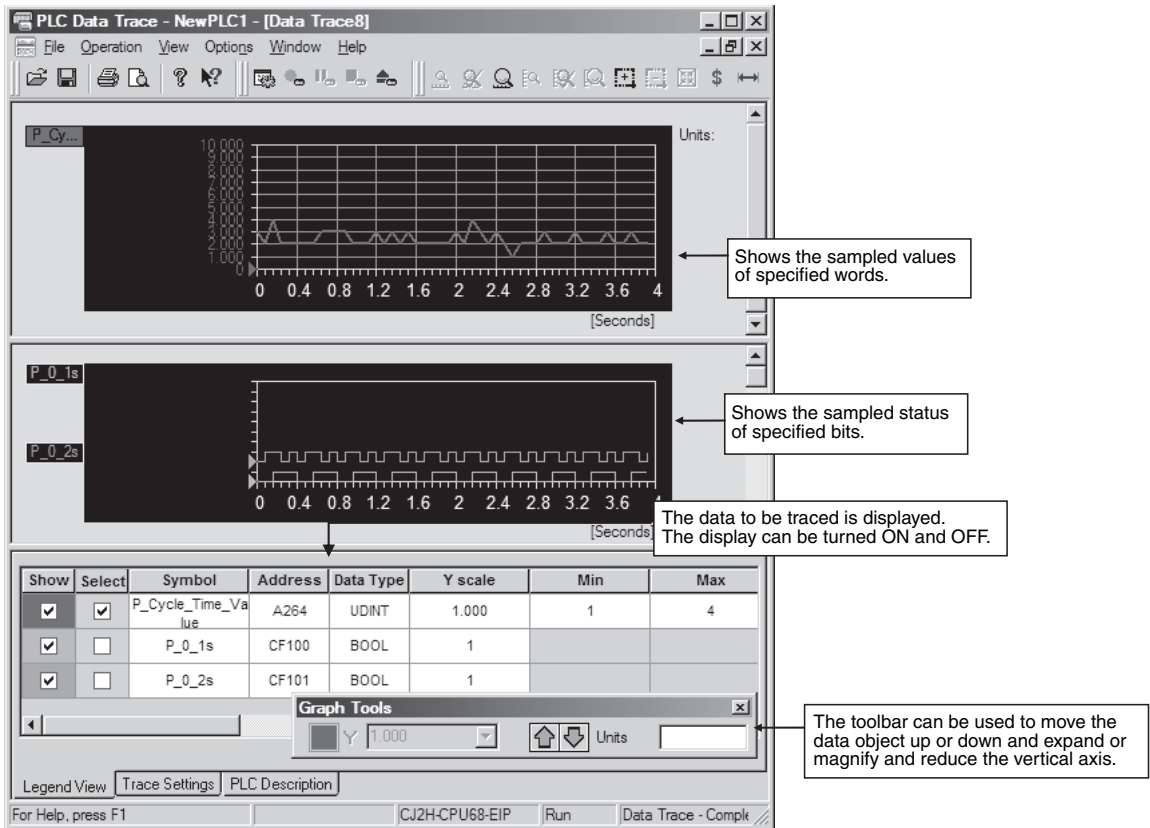 PLC Data Trace - NewPLC1 - [Data Trace8]
File Operation View Options Window Help
P_Cy...
Units:
10.000
9.000
8.000
7.000
6.000
5.000
4.000
3.000
2.000
1.000
0
0 0.4 0.8 1.2 1.6 2 2.4 2.8 3.2 3.6 4
[Seconds]
Shows the sampled values
of specified words.
P_0_1s
P_0_2s
0 0.4 0.8 1.2 1.6 2 2.4 2.8 3.2 3.6 4
[Seconds]
Shows the sampled status
of specified bits.
The data to be traced is displayed.
The display can be turned ON and OFF.
Show Select Symbol Address Data Type Y scale Min Max
P_Cycle_Time_Va
lue A264 UDINT 1.000 1 4
P_0_1s CF100 BOOL 1
P_0_2s CF101 BOOL 1
Graph Tools
Y 1.000 Units
The toolbar can be used to move the
data object up or down and expand or
magnify and reduce the vertical axis.
Legend View Trace Settings PLC Description
For Help, press F1 CJ2H-CPU68-EIP Run Data Trace - Comple